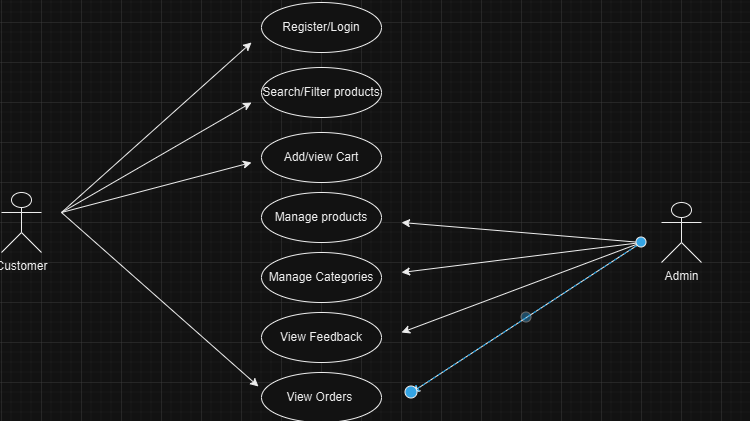 Register/Login
Search/Filter products
Add/view Cart
Manage products
Manage Categories
View Feedback
View Orders
Customer
Admin